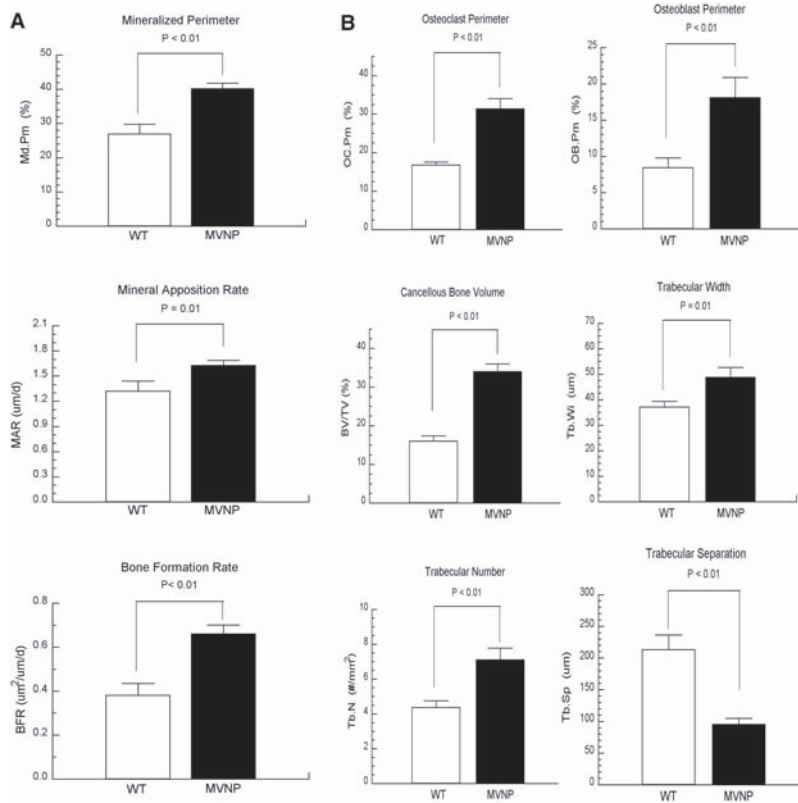 A
Mineralized Perimeter
P < 0.01
Md.Pm (%)
50
40
30
20
10
0
WT
MVNP
Mineral Apposition Rate
P = 0.01
MAR (um/d)
2.1
1.8
1.5
1.2
0.9
0.6
0.3
0.0
WT
MVNP
Bone Formation Rate
P< 0.01
BFR (um²/um/d)
0.8
0.6
0.4
0.2
0.0
WT
MVNP
B
Osteoclast Perimeter
P < 0.01
OC.Pm (%)
40
30
20
10
0
WT
MVNP
Osteoblast Perimeter
P < 0.01
OB.Pm (%)
25
20
15
10
5
0
WT
MVNP
Cancellous Bone Volume
P < 0.01
BV/TV (%)
40
30
20
10
0
WT
MVNP
Trabecular Width
P = 0.01
Tb.Wi (um)
70
60
50
40
30
20
10
0
WT
MVNP
Trabecular Number
P < 0.01
Tb.N (#/mm²)
10
8
6
4
2
0
WT
MVNP
Trabecular Separation
P < 0.01
Tb.Sp (um)
300
250
200
150
100
50
00
WT
MVNP